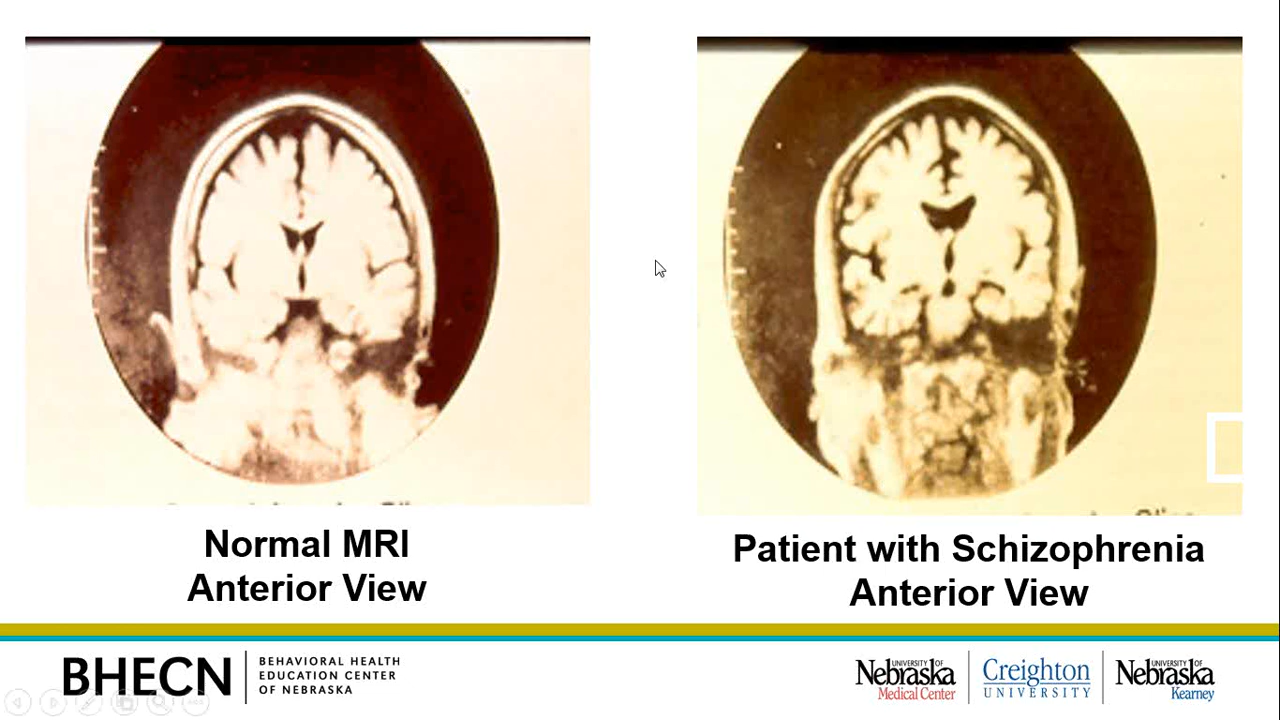 Normal MRI
Anterior View
Patient with Schizophrenia
Anterior View
BHECN
BEHAVIORAL HEALTH
EDUCATION CENTER
OF NEBRASKA
UNIVERSITY OF
Nebraska
Medical Center
Creighton
UNIVERSITY
UNIVERSITY OF
Nebraska
Kearney